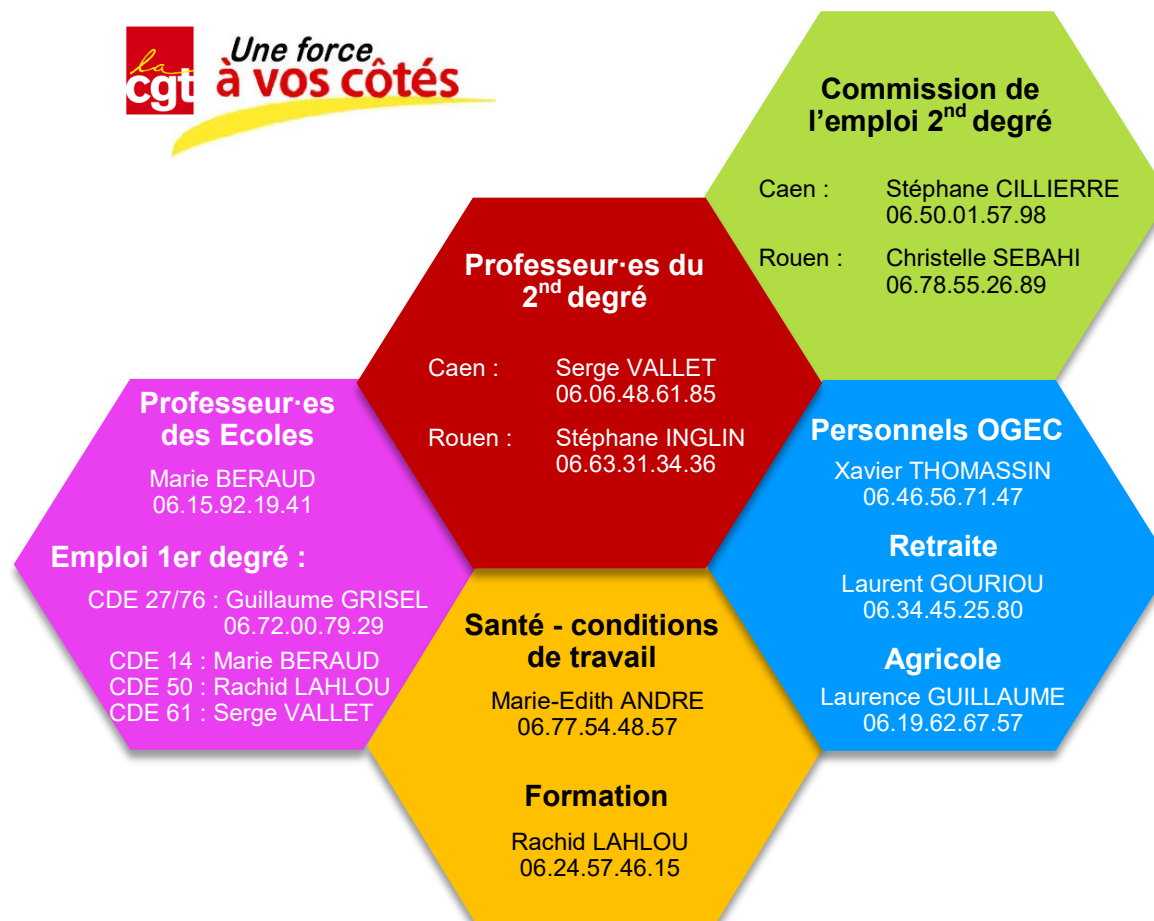 la
cgt
Une force
à vos côtés
Commission de
l'emploi 2nd degré
Caen : Stéphane CILLIERRE
06.50.01.57.98
Rouen : Christelle SEBAHI
06.78.55.26.89
Professeur·es du
2nd degré
Caen : Serge VALLET
06.06.48.61.85
Rouen : Stéphane INGLIN
06.63.31.34.36
Professeur·es
des Ecoles
Marie BERAUD
06.15.92.19.41
Emploi 1er degré :
CDE 27/76 : Guillaume GRISEL
06.72.00.79.29
CDE 14 : Marie BERAUD
CDE 50 : Rachid LAHLOU
CDE 61 : Serge VALLET
Personnels OGEC
Xavier THOMASSIN
06.46.56.71.47
Retraite
Laurent GOURIOU
06.34.45.25.80
Agricole
Laurence GUILLAUME
06.19.62.67.57
Santé - conditions
de travail
Marie-Edith ANDRE
06.77.54.48.57
Formation
Rachid LAHLOU
06.24.57.46.15